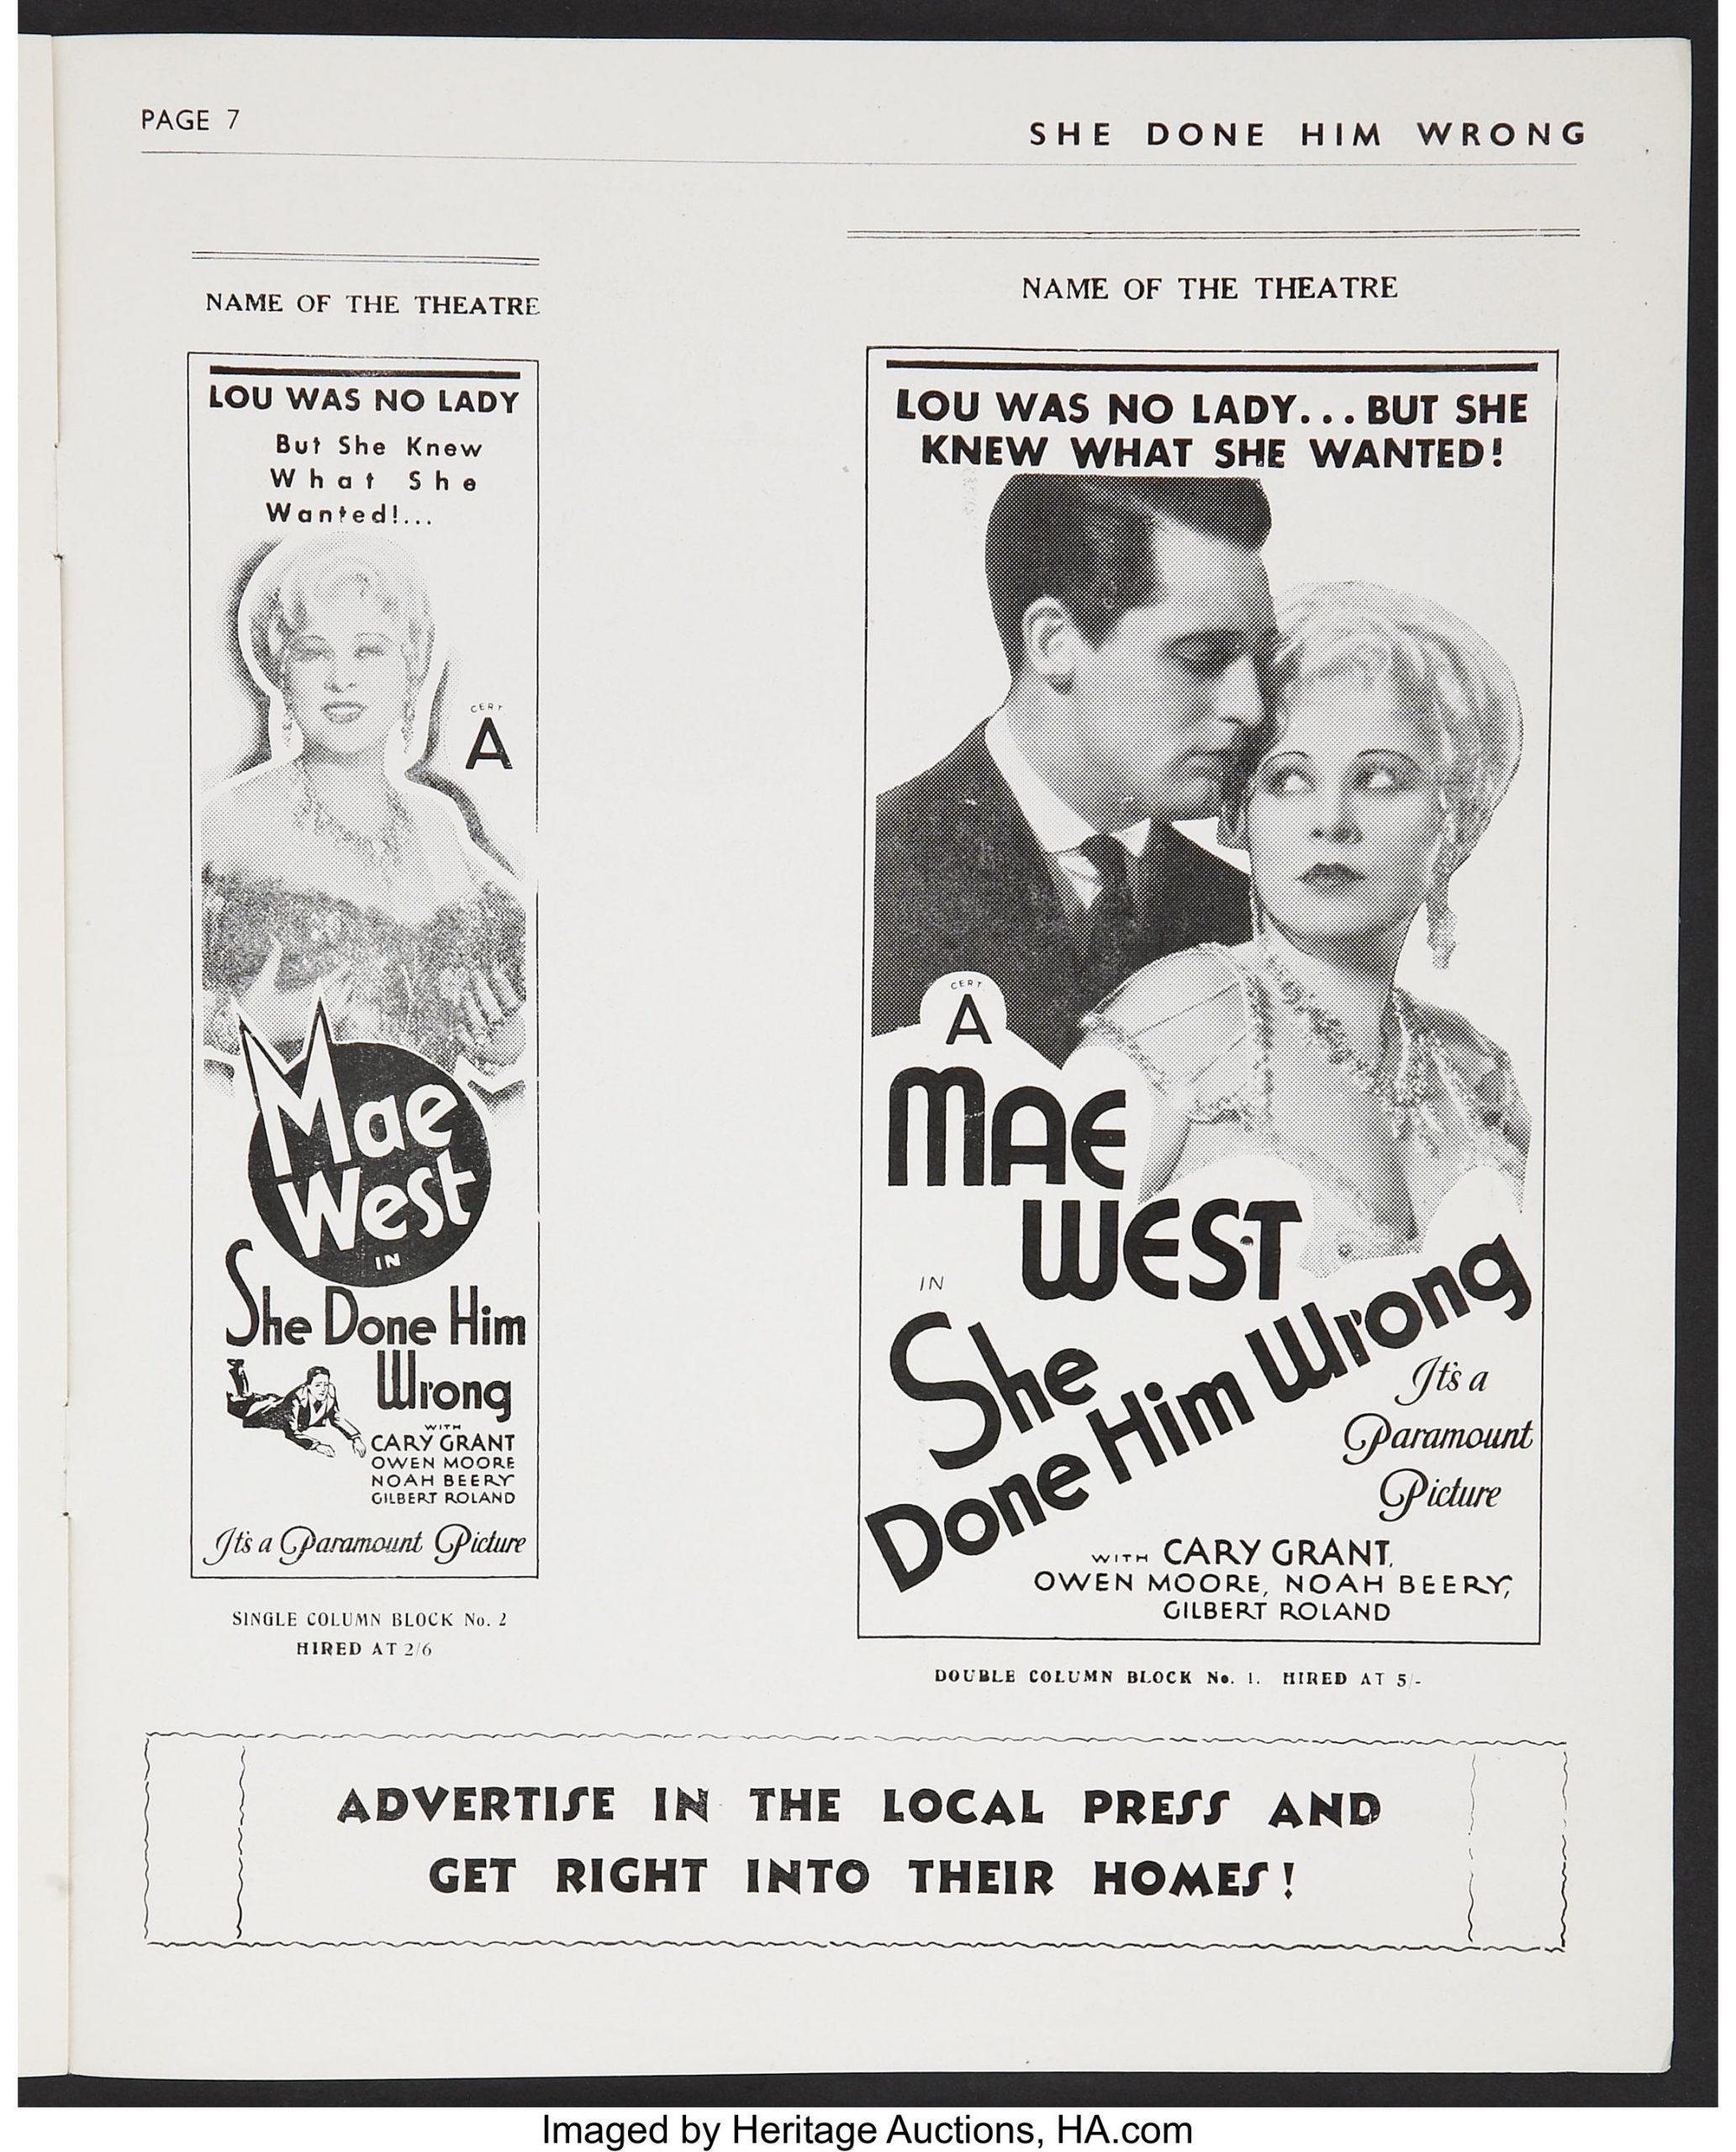 PAGE 7
SHE DONE HIM WRONG
NAME OF THE THEATRE
LOU WAS NO LADY
But She Knew
What She
Wanted!...
CERT
A
Mae
West
IN
She Done Him
Wrong
WITH
CARY GRANT
OWEN MOORE
NOAH BEERY
GILBERT ROLAND
It's a Paramount Picture
SINGLE COLUMN BLOCK No. 2
HIRED AT 2/6
NAME OF THE THEATRE
LOU WAS NO LADY... BUT SHE
KNEW WHAT SHE WANTED!
CERT
A
MAE
WEST
IN
She
Done Him Wrong
It's a
Paramount
Picture
WITH CARY GRANT,
OWEN MOORE, NOAH BEERY,
GILBERT ROLAND
DOUBLE COLUMN BLOCK No. 1. HIRED AT 5/-
ADVERTISE IN THE LOCAL PRESS AND
GET RIGHT INTO THEIR HOMES!
Imaged by Heritage Auctions, HA.com